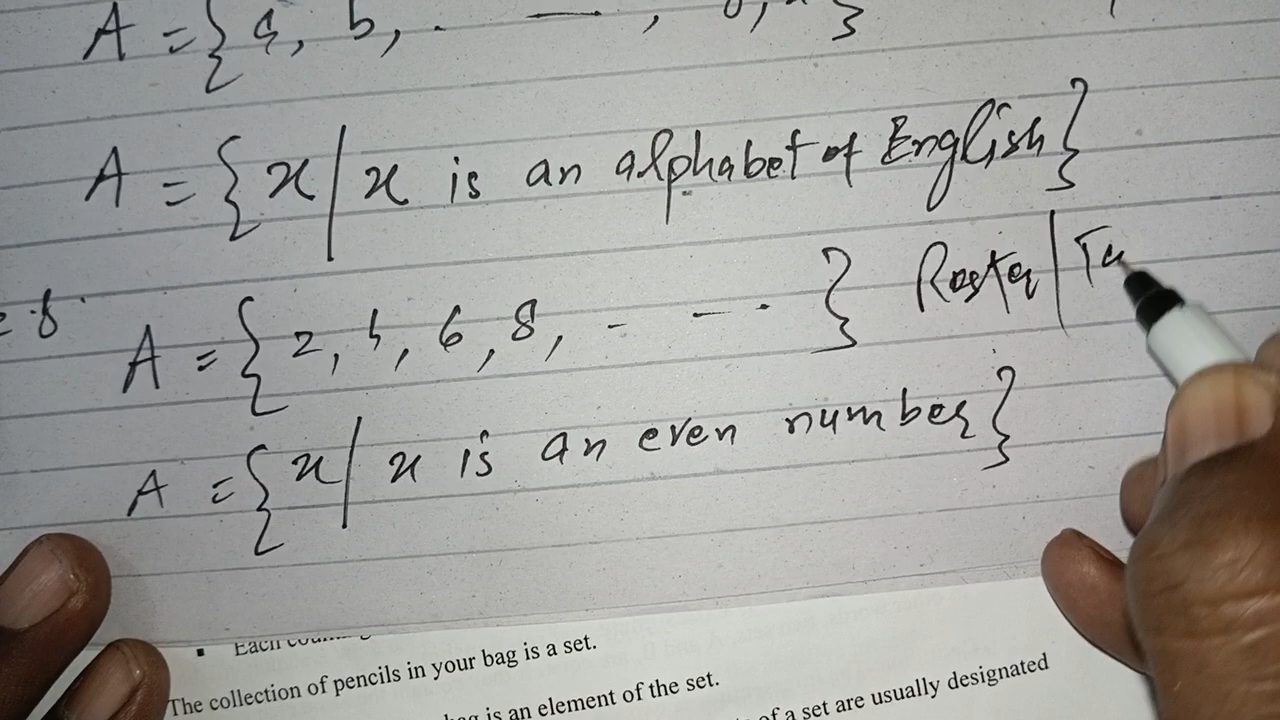 A = { a, b, . — , }
A = { x | x is an alphabet of English }
A = { 2, 4, 6, 8, - - - . } Roster | Ta
A = { x | x is an even number }
The collection of pencils in your bag is a set.
is an element of the set.
of a set are usually designated